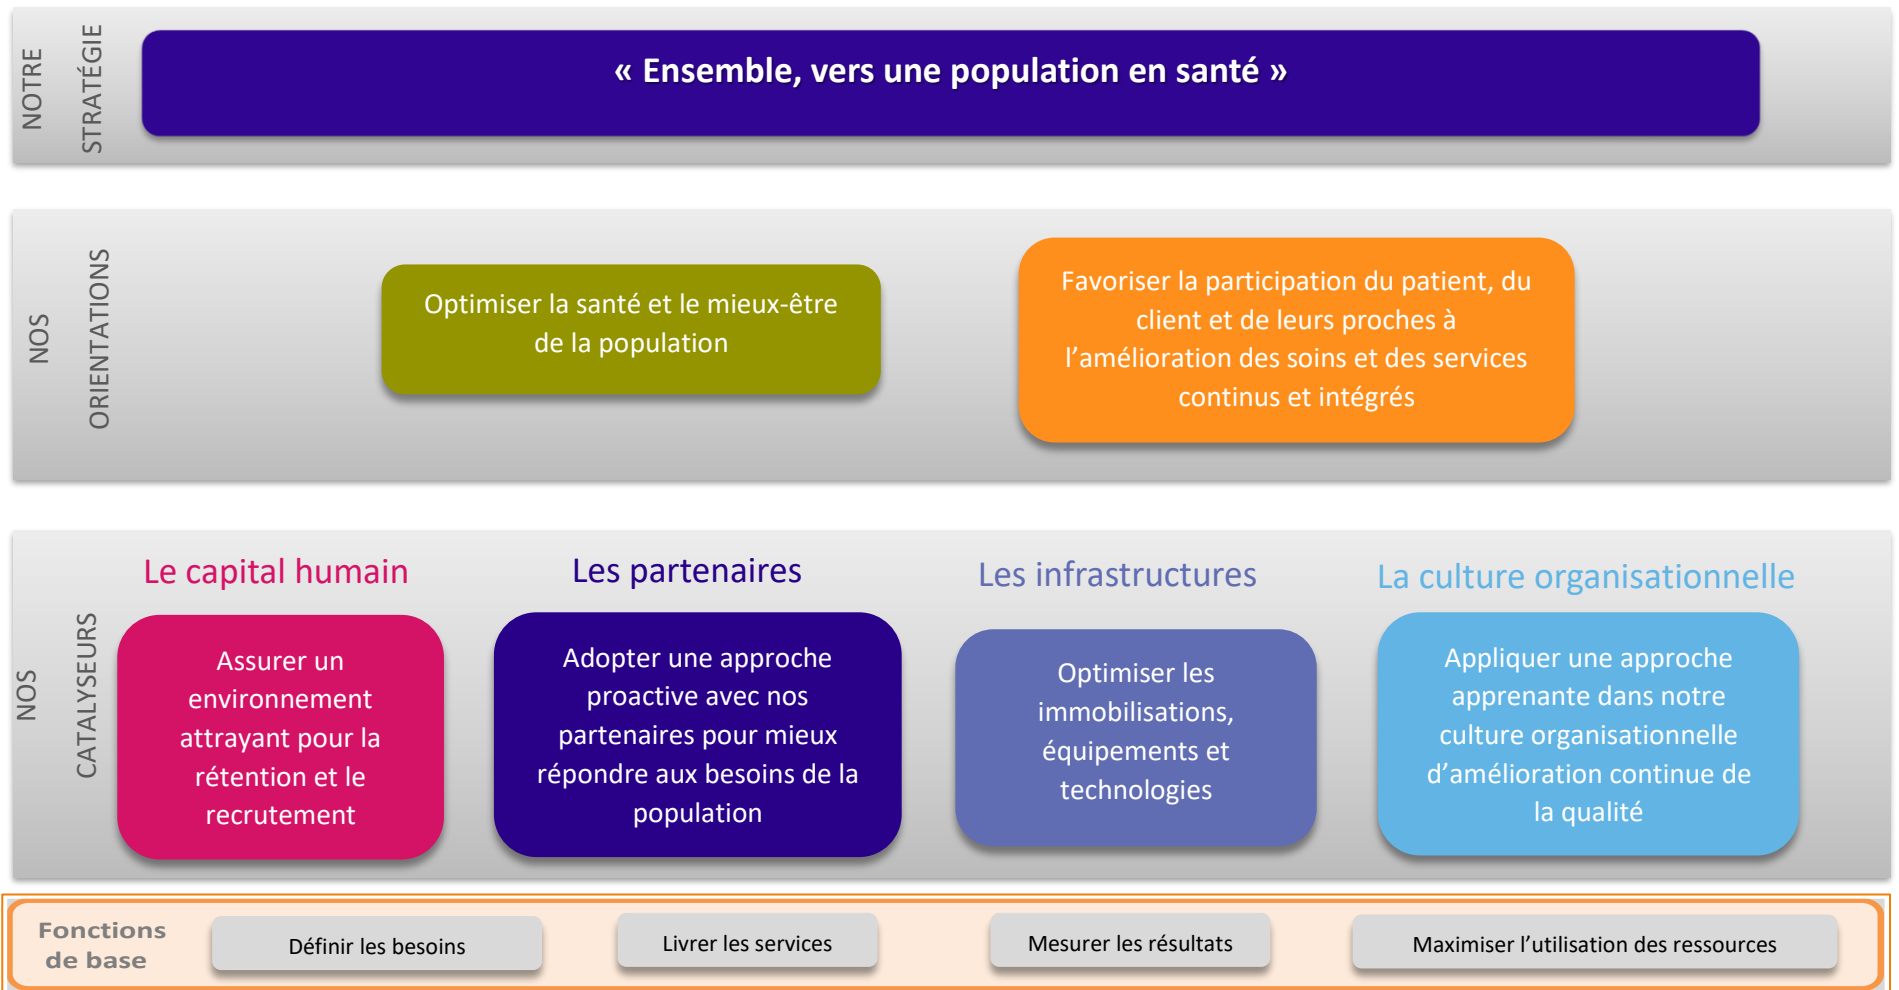 NOTRE
STRATÉGIE
« Ensemble, vers une population en santé »
NOS
ORIENTATIONS
Optimiser la santé et le mieux-être
de la population
Favoriser la participation du patient, du
client et de leurs proches à
l’amélioration des soins et des services
continus et intégrés
NOS
CATALYSEURS
Le capital humain
Assurer un
environnement
attrayant pour la
rétention et le
recrutement
Les partenaires
Adopter une approche
proactive avec nos
partenaires pour mieux
répondre aux besoins de la
population
Les infrastructures
Optimiser les
immobilisations,
équipements et
technologies
La culture organisationnelle
Appliquer une approche
apprenante dans notre
culture organisationnelle
d’amélioration continue de
la qualité
Fonctions
de base
Définir les besoins
Livrer les services
Mesurer les résultats
Maximiser l’utilisation des ressources